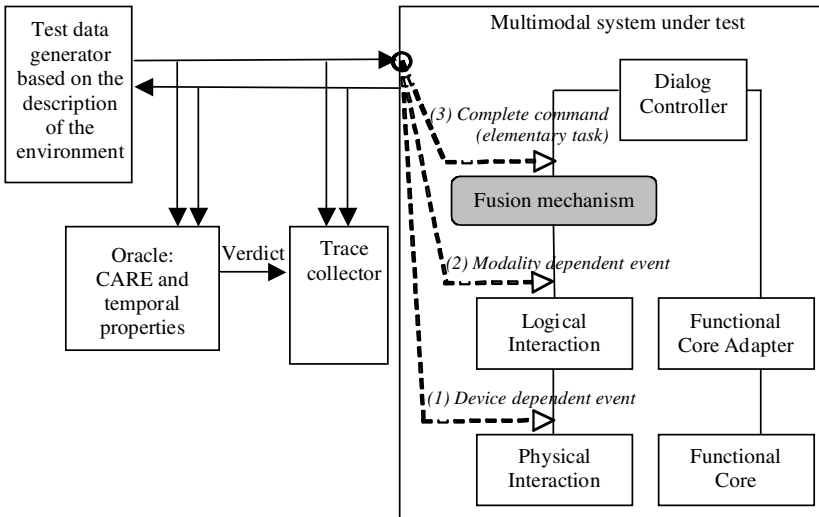 Test data
generator
based on the
description
of the
environment
Multimodal system under test
Dialog
Controller
(3) Complete command
(elementary task)
Fusion mechanism
Oracle:
CARE and
temporal
properties
Verdict
Trace
collector
(2) Modality dependent event
Logical
Interaction
Functional
Core Adapter
(1) Device dependent event
Physical
Interaction
Functional
Core